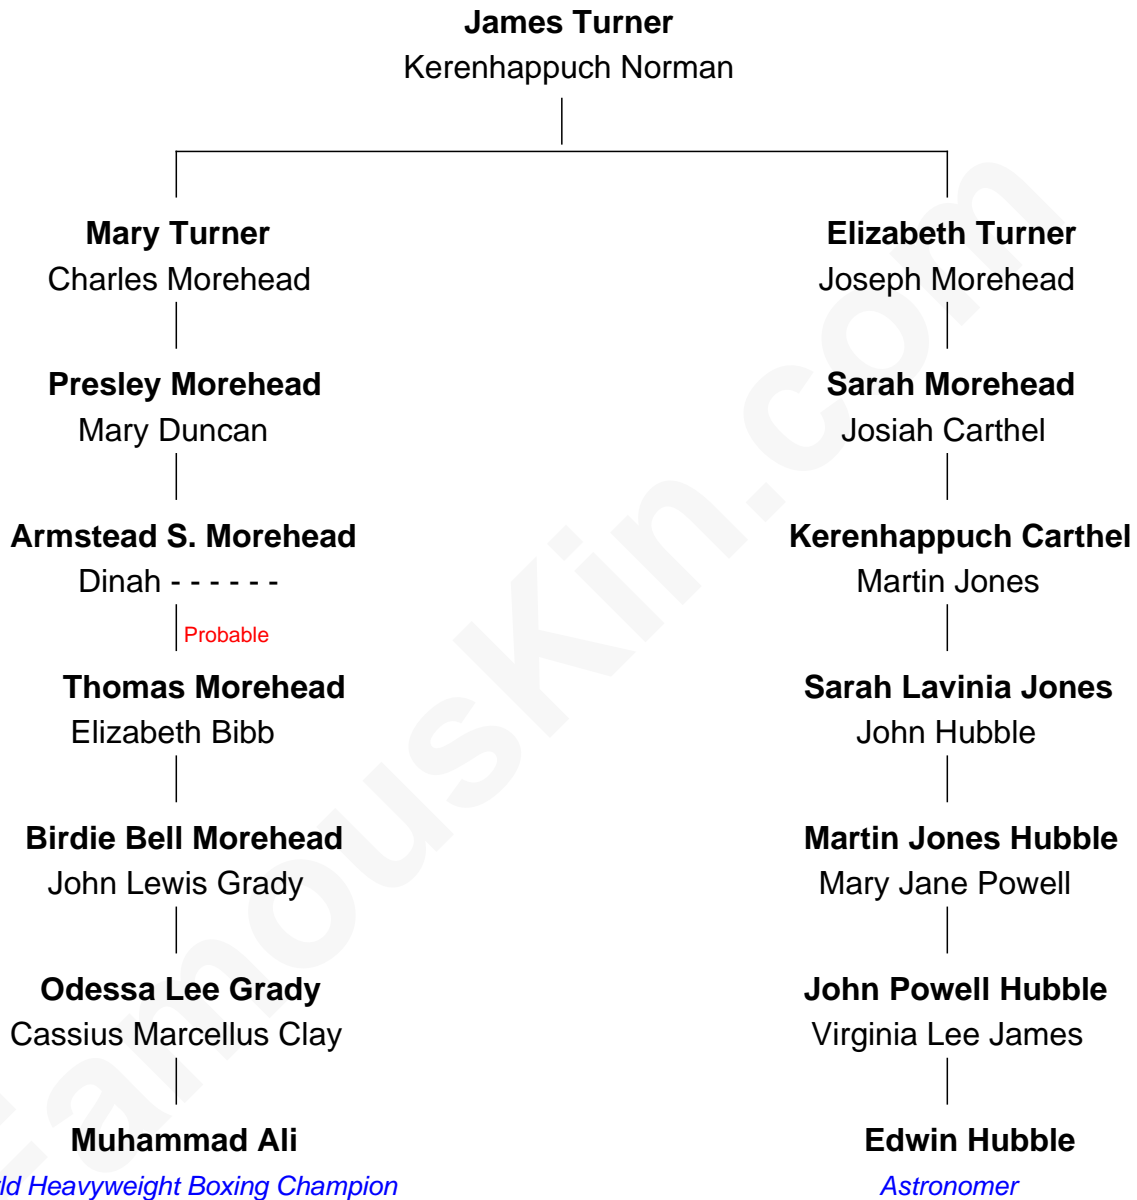 James Turner
Kerenhappuch Norman
Mary Turner
Charles Morehead
Elizabeth Turner
Joseph Morehead
Presley Morehead
Mary Duncan
Sarah Morehead
Josiah Carthel
Armstead S. Morehead
Dinah - - - - - -
Kerenhappuch Carthel
Martin Jones
Probable
Thomas Morehead
Elizabeth Bibb
Sarah Lavinia Jones
John Hubble
Birdie Bell Morehead
John Lewis Grady
Martin Jones Hubble
Mary Jane Powell
Odessa Lee Grady
Cassius Marcellus Clay
John Powell Hubble
Virginia Lee James
Muhammad Ali
Edwin Hubble
ld Heavyweight Boxing Champion
Astronomer
FamousKin.com